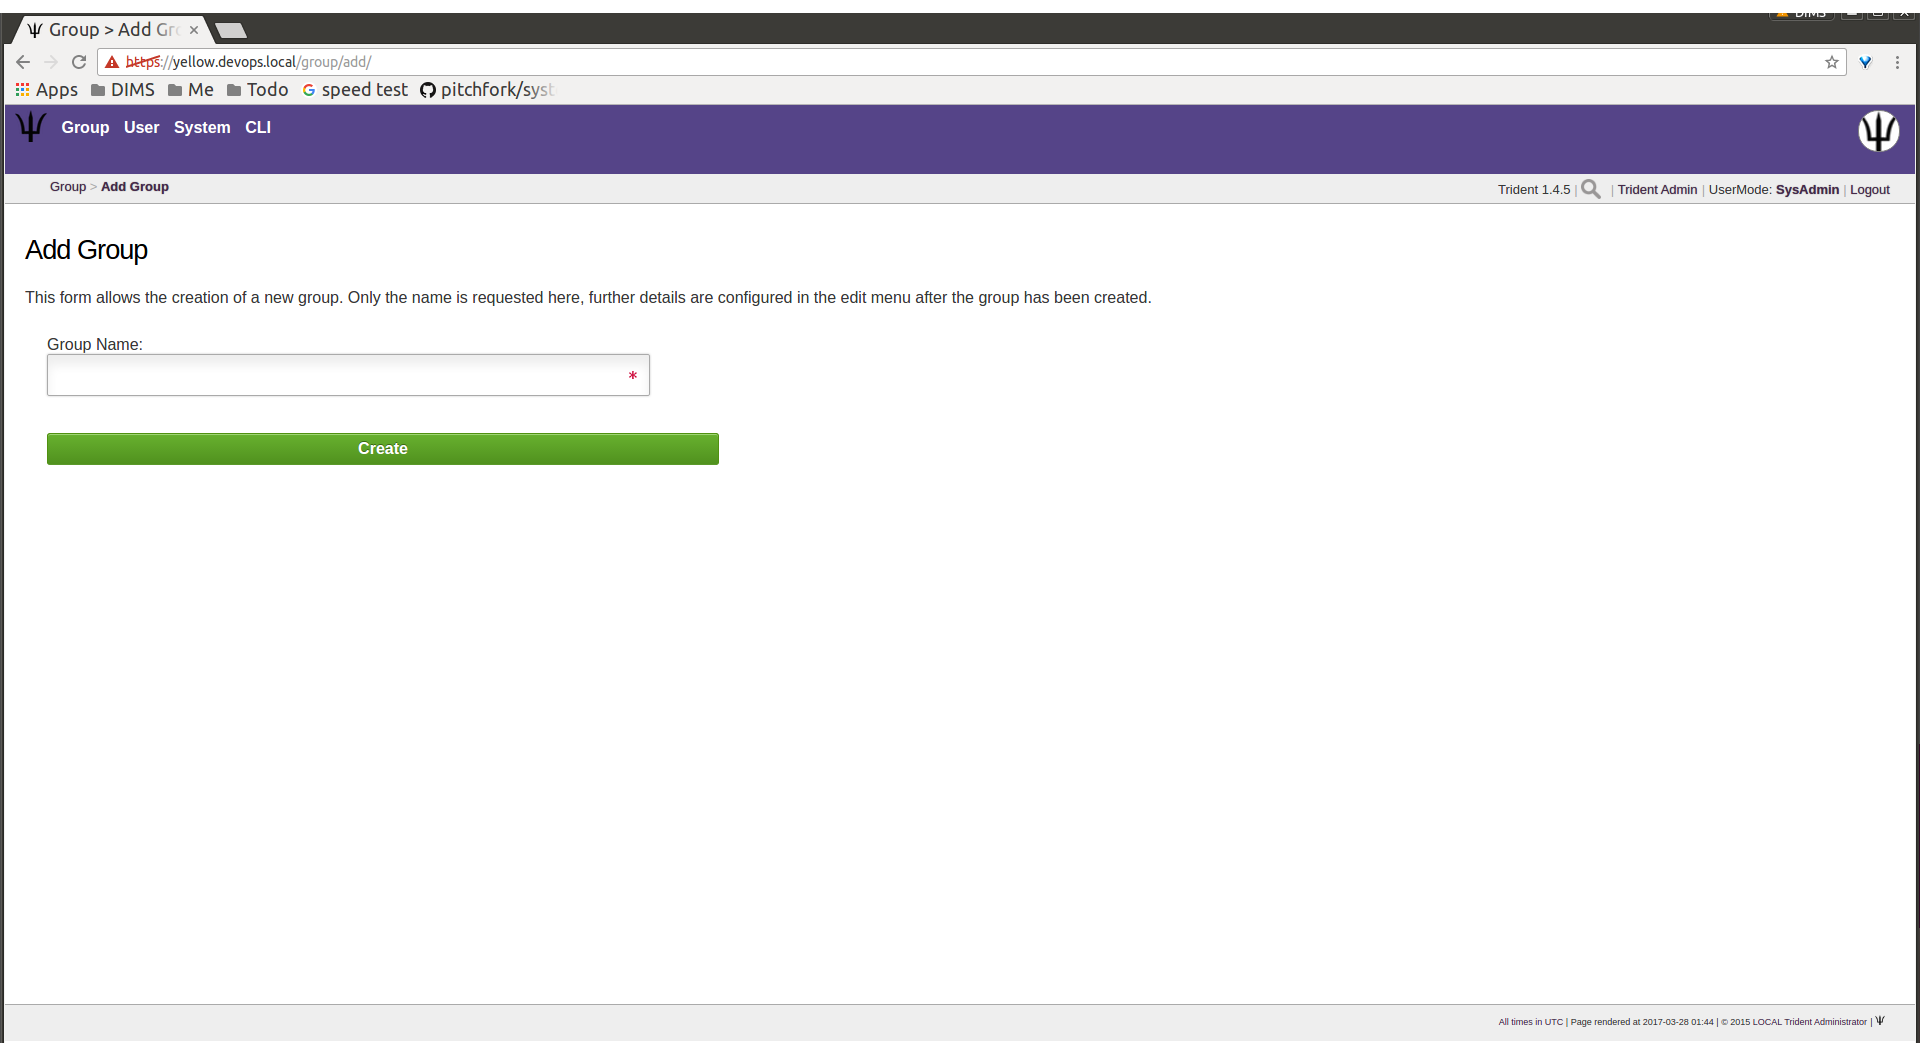 DIMS
Group > Add Gr
https://yellow.devops.local/group/add/
Apps DIMS Me Todo speed test pitchfork/syst
Group User System CLI
Group > Add Group
Trident 1.4.5 | | Trident Admin | UserMode: SysAdmin | Logout
Add Group
This form allows the creation of a new group. Only the name is requested here, further details are configured in the edit menu after the group has been created.
Group Name:
*
Create
All times in UTC | Page rendered at 2017-03-28 01:44 | © 2015 LOCAL Trident Administrator |